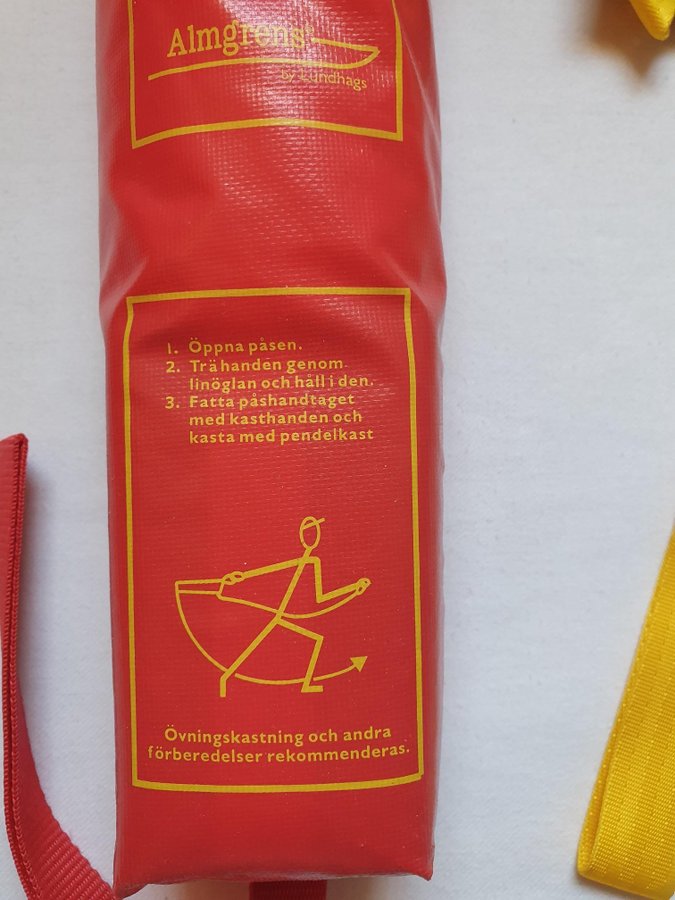 Almgrens
by Lundhags
1. Öppna påsen.
2. Trä handen genom
linöglan och håll i den.
3. Fatta påshandtaget
med kasthanden och
kasta med pendelkast
Övningskastning och andra
förberedelser rekommenderas.